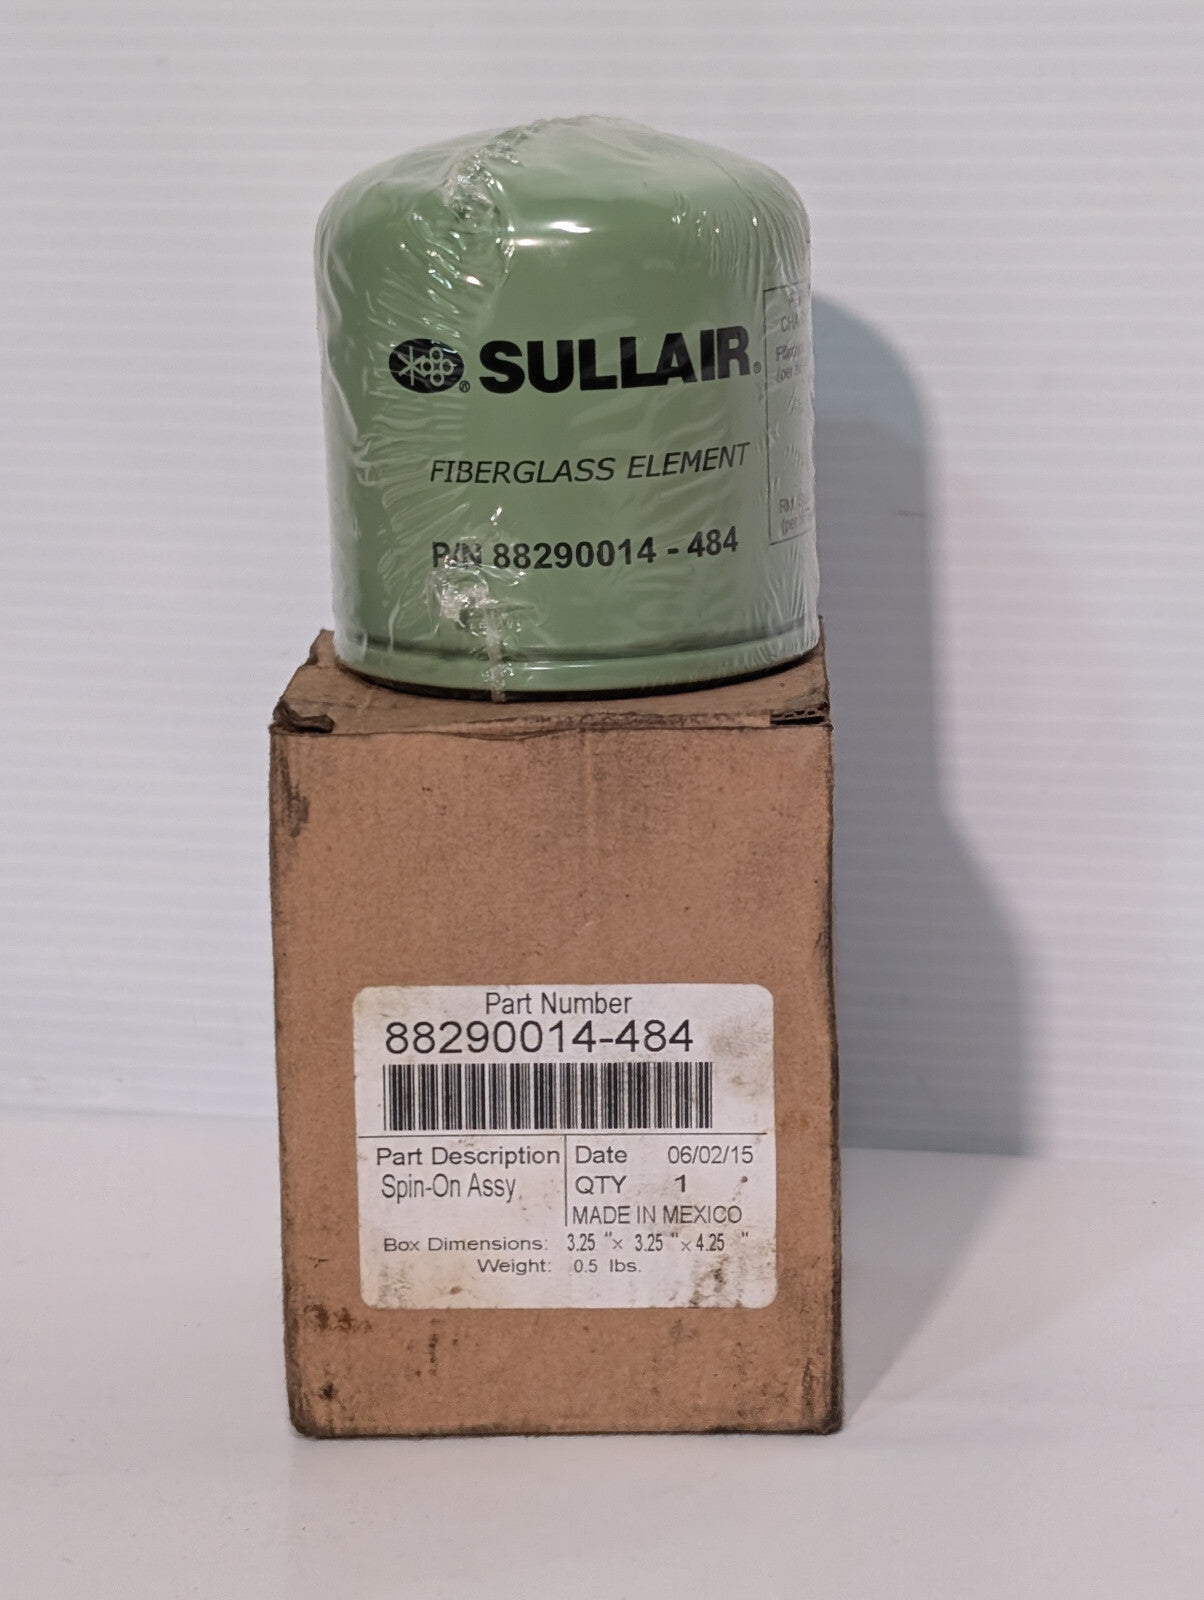 ® SULLAIR®
FIBERGLASS ELEMENT
P/N 88290014 - 484
Part Number
88290014-484
Part Description
Spin-On Assy
Date 06/02/15
QTY 1
MADE IN MEXICO
Box Dimensions: 3.25 "x 3.25 "x 4.25 "
Weight: 0.5 lbs.